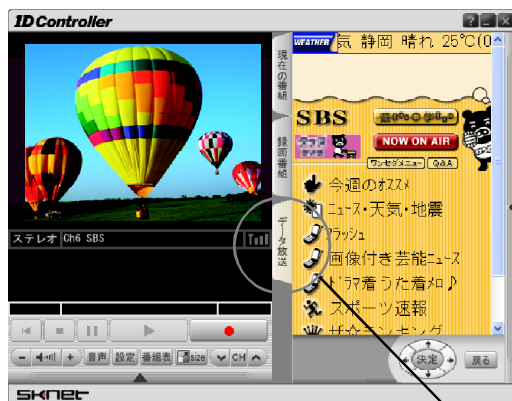 1D Controller
? _ ×
WEATHER 気 静岡 晴れ 25℃(0
現在の番組
録画番組
データ放送
SBS
NOW ON AIR
ワンセグメニュー Q&A
今週のオススメ
ニュース・天気・地震
フラッシュ
画像付き芸能ニュース
ドラマ着うた着メロ♪
スポーツ速報
ステレオ Ch6 SBS
- + 音声 設定 番組表 size CH
決定 戻る
SKNET